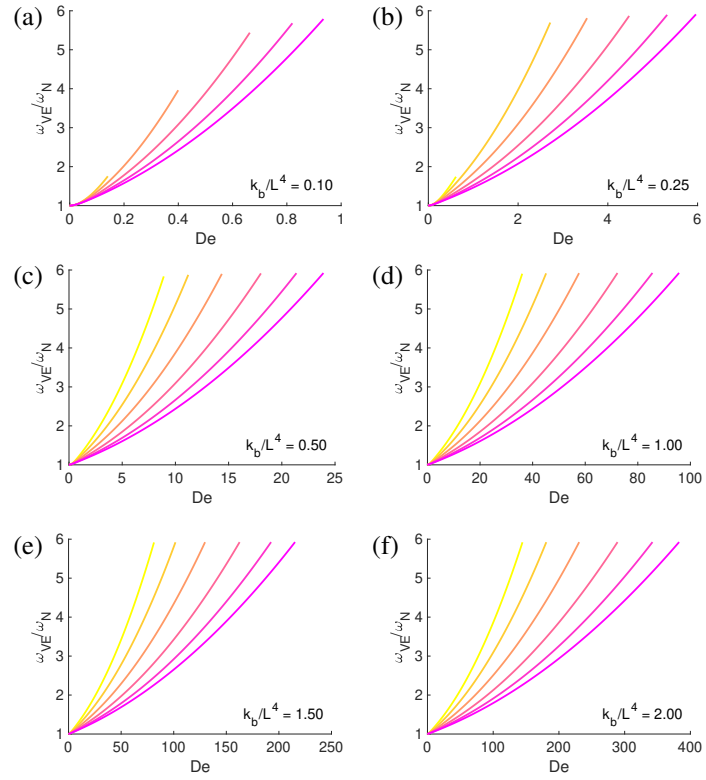 (a)
6
5
4
3
2
1
ω_VE/ω_N
0
0.2
0.4
0.6
0.8
1
De
k_b/L^4 = 0.10
(b)
6
5
4
3
2
1
ω_VE/ω_N
0
2
4
6
De
k_b/L^4 = 0.25
(c)
6
5
4
3
2
1
ω_VE/ω_N
0
5
10
15
20
25
De
k_b/L^4 = 0.50
(d)
6
5
4
3
2
1
ω_VE/ω_N
0
20
40
60
80
100
De
k_b/L^4 = 1.00
(e)
6
5
4
3
2
1
ω_VE/ω_N
0
50
100
150
200
250
De
k_b/L^4 = 1.50
(f)
6
5
4
3
2
1
ω_VE/ω_N
0
100
200
300
400
De
k_b/L^4 = 2.00